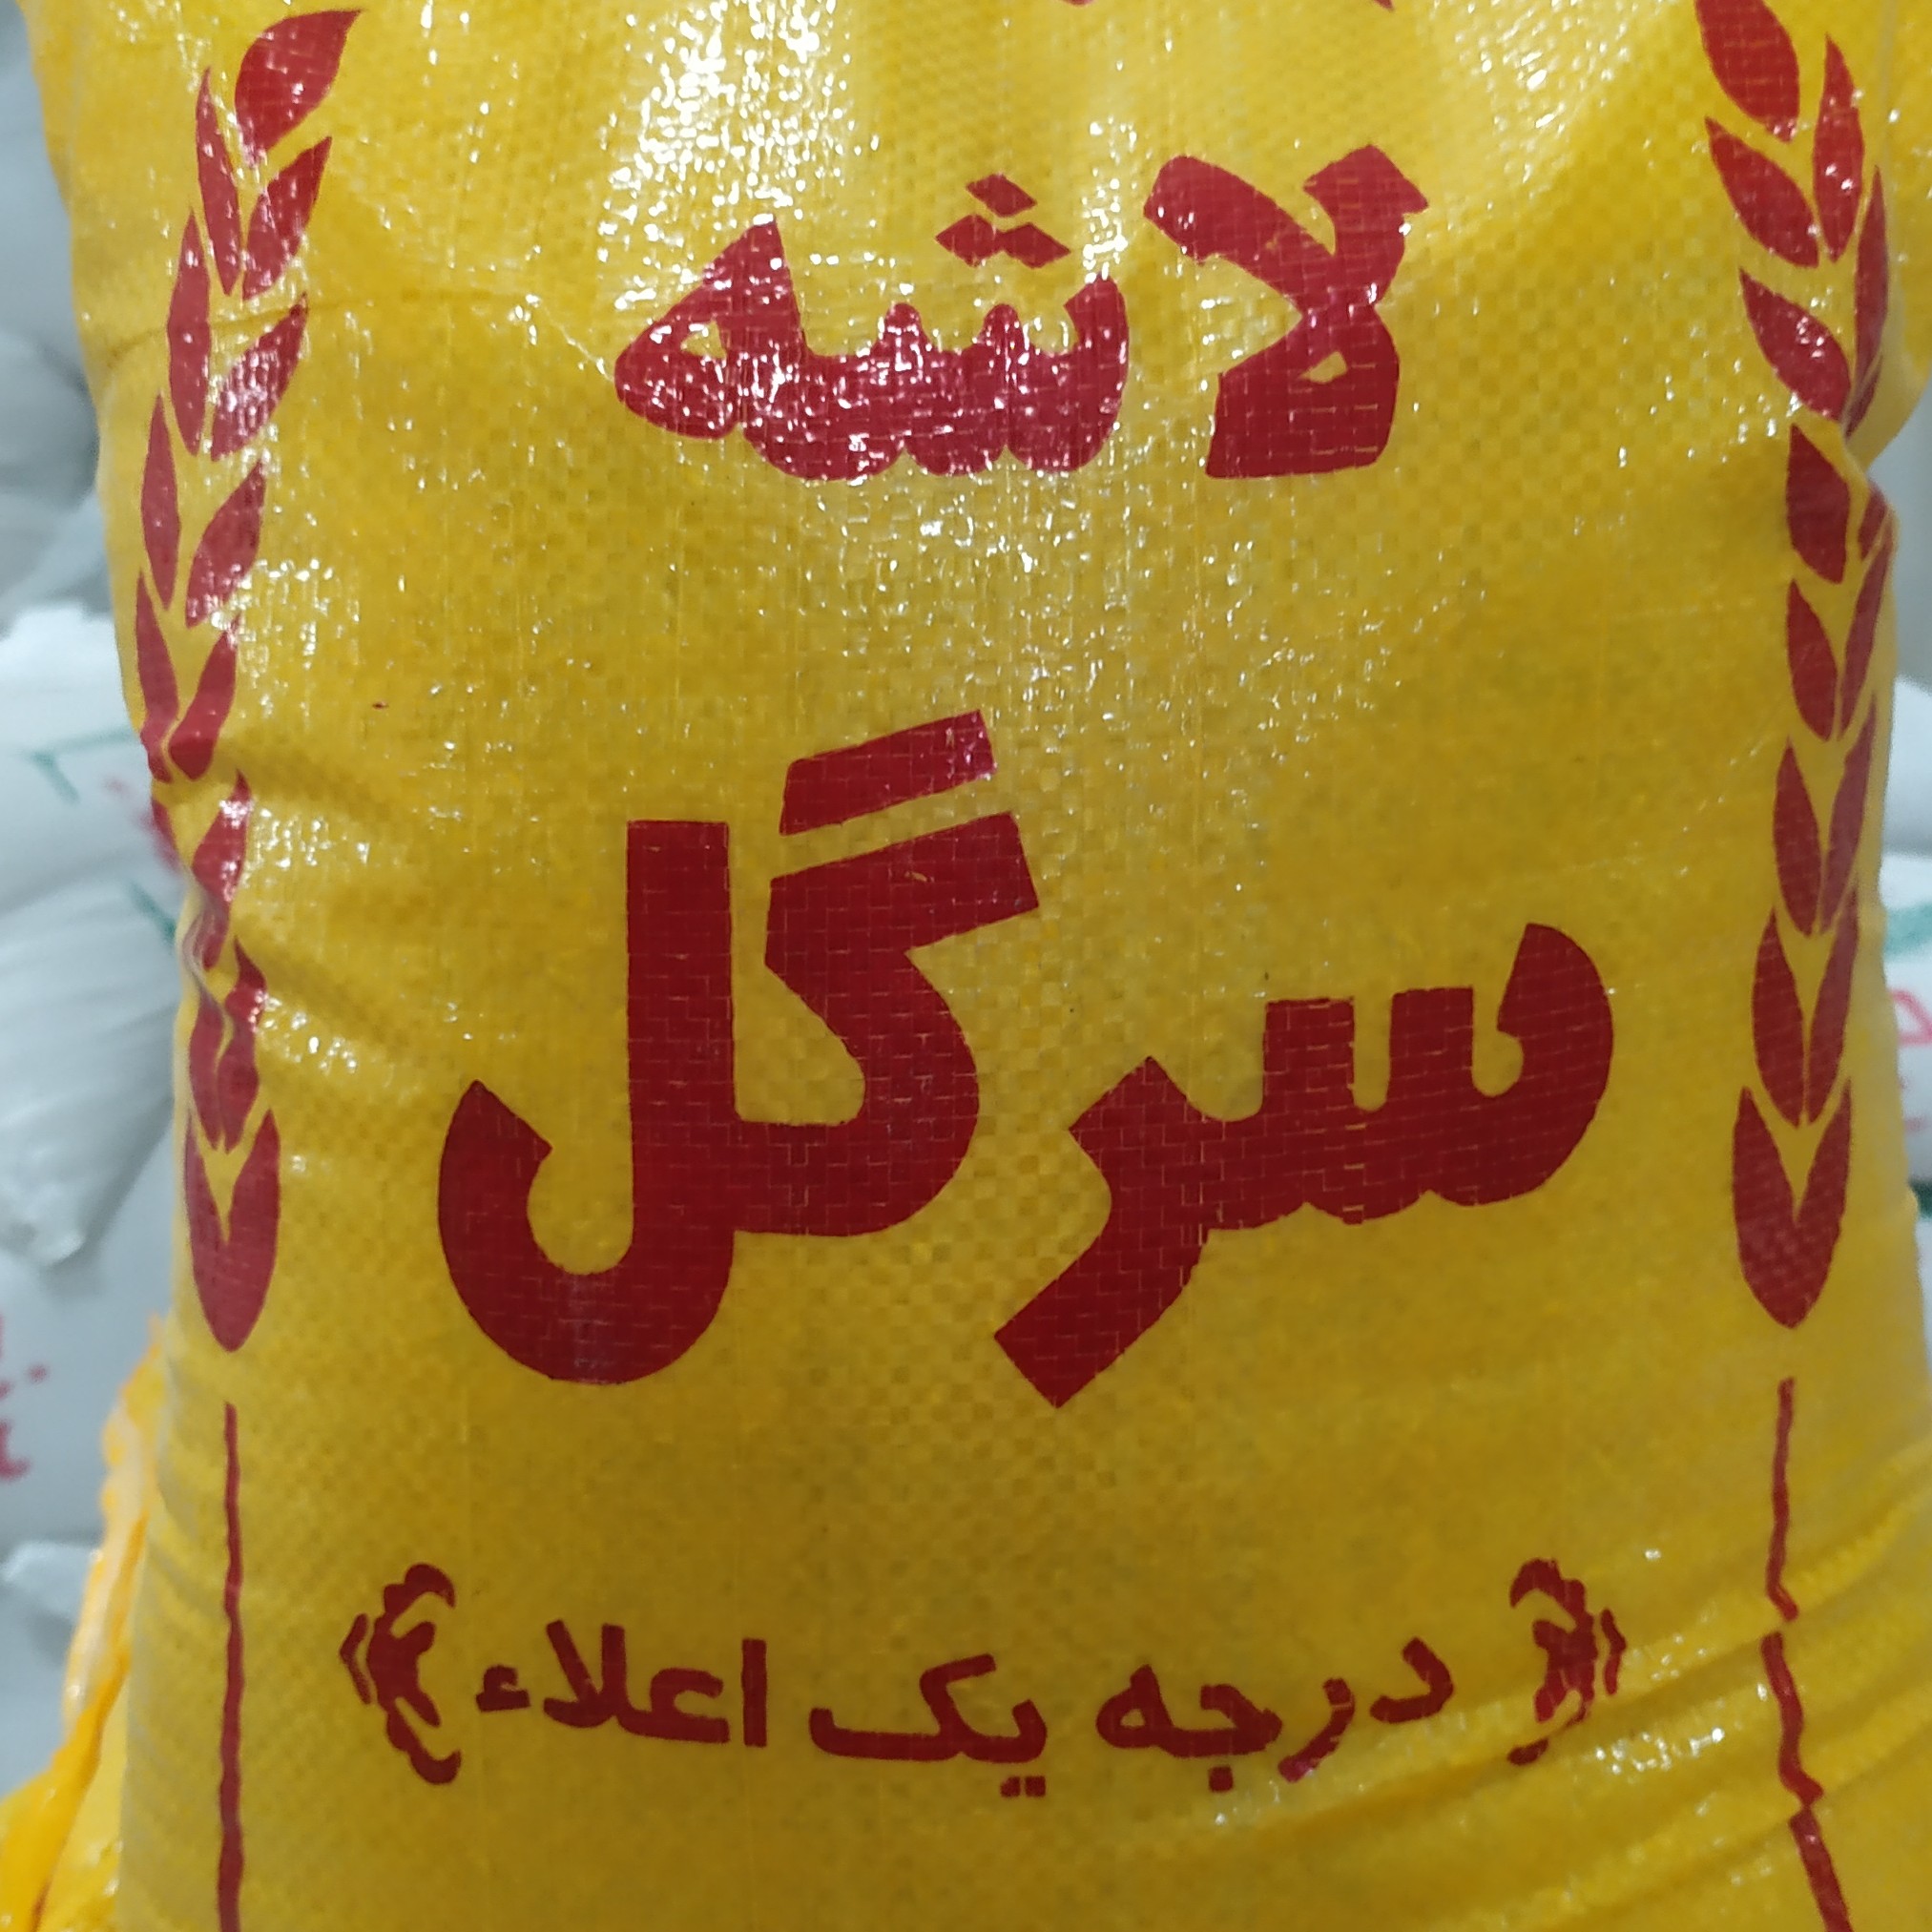 لاشه
سرگل
درجه یک اعلاء